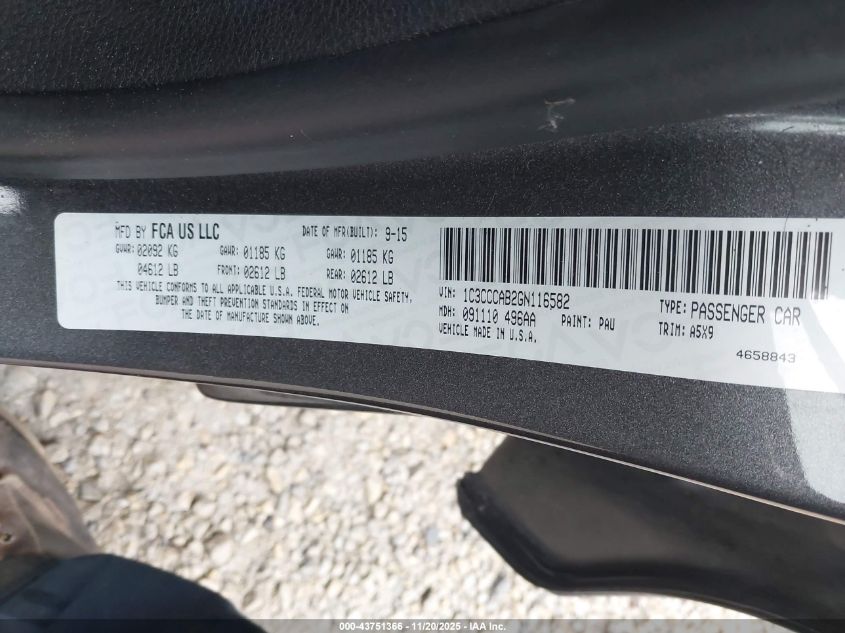 MFD BY FCA US LLC DATE OF MFR(BUILT): 9-15
GVWR: 02092 KG GAWR: 01185 KG GAWR: 01185 KG
04612 LB FRONT: 02612 LB REAR: 02612 LB
THIS VEHICLE CONFORMS TO ALL APPLICABLE U.S.A. FEDERAL MOTOR VEHICLE SAFETY,
BUMPER AND THEFT PREVENTION STANDARDS IN EFFECT ON
THE DATE OF MANUFACTURE SHOWN ABOVE.
VIN: 1C3CCCAB2GN116582 TYPE: PASSENGER CAR
MDH: 091110 496AA PAINT: PAU TRIM: A5X9
VEHICLE MADE IN U.S.A. 4658843
000-43751366 - 11/20/2025 - IAA Inc.